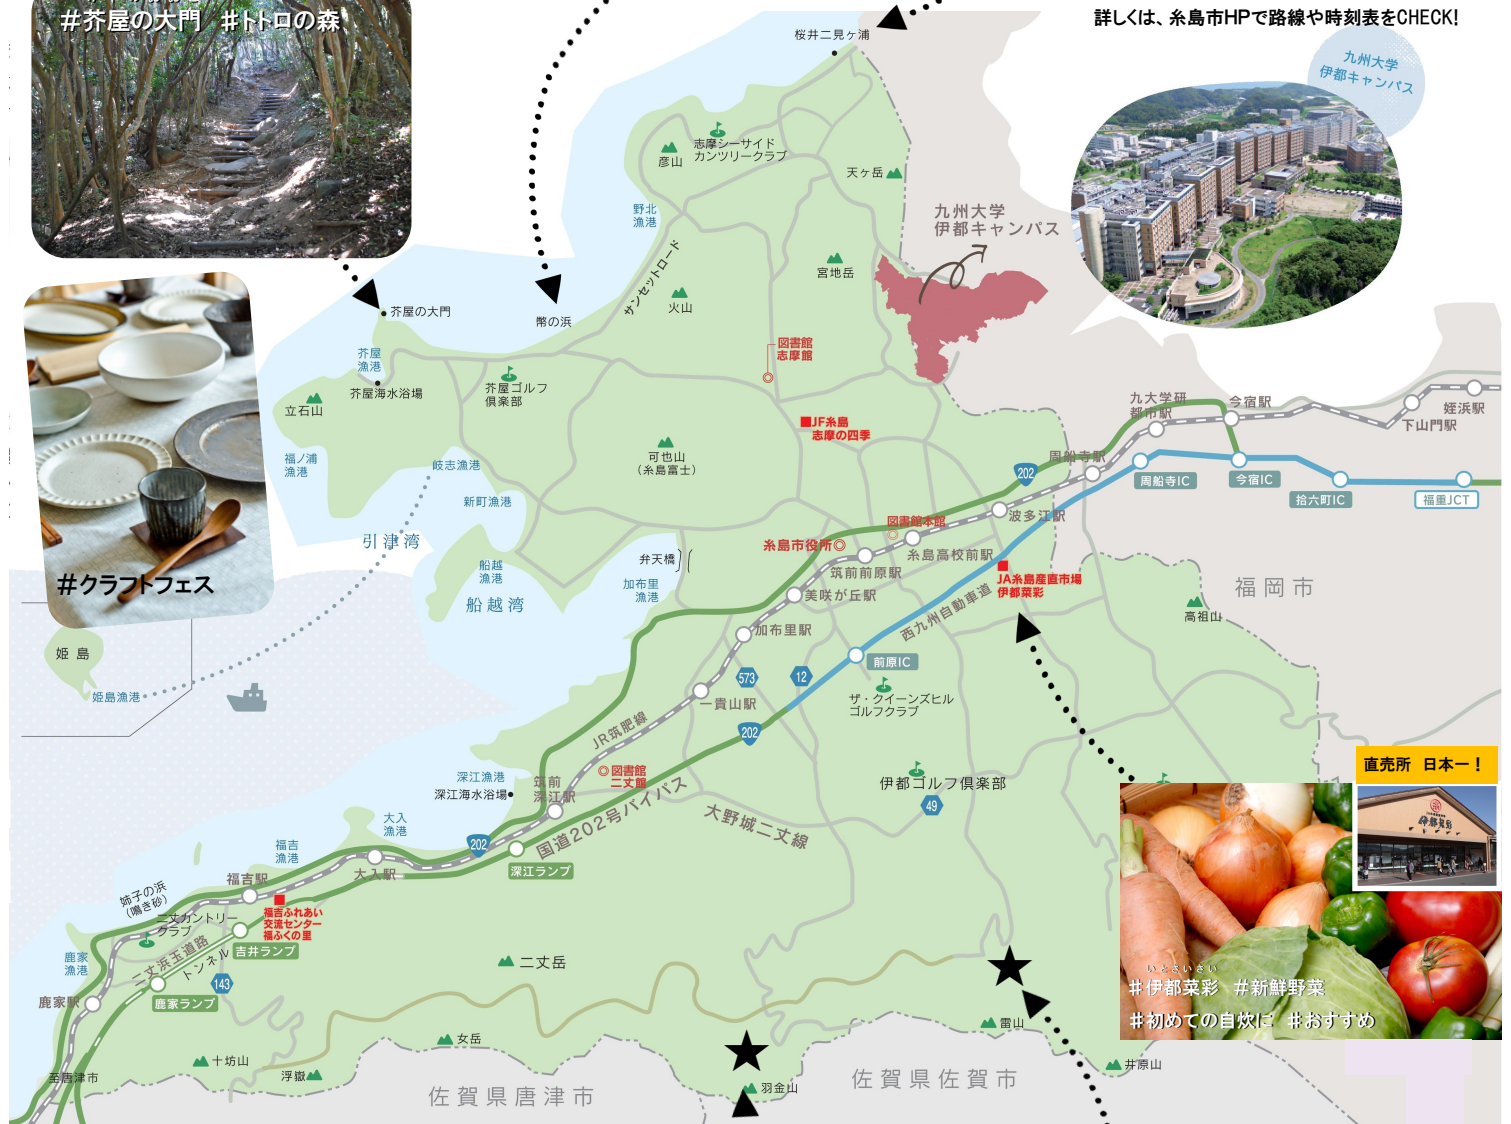 #芥屋の大門 #トトロの森
詳しくは、糸島市HPで路線や時刻表をCHECK!
九州大学
伊都キャンパス
桜井二見ヶ浦
志摩シーサイド
カンツリークラブ
彦山
天ヶ岳
野北
漁港
九州大学
伊都キャンパス
サンセットロード
宮地岳
火山
芥屋の大門
幣の浜
図書館
志摩館
芥屋
漁港
芥屋海水浴場
芥屋ゴルフ
倶楽部
立石山
■JF糸島
志摩の四季
九大学研
都市駅
今宿駅
姪浜駅
下山門駅
可也山
(糸島富士)
福ノ浦
漁港
岐志漁港
周船寺駅
202
周船寺IC
今宿IC
拾六町IC
福重JCT
新町漁港
波多江駅
図書館本館
引津湾
糸島市役所◎
糸島高校前駅
弁天橋
筑前前原駅
船越
漁港
加布里
漁港
JA糸島産直市場
伊都菜彩
福岡市
#クラフトフェス
船越湾
美咲が丘駅
西九州自動車道
高祖山
加布里駅
姫島
前原IC
573
12
姫島漁港
一貴山駅
ザ・クイーンズヒル
ゴルフクラブ
JR筑肥線
202
直売所 日本一!
◎図書館
二丈館
深江漁港
深江海水浴場
筑前
深江駅
伊都ゴルフ倶楽部
49
国道202号バイパス
大野城二丈線
大入
漁港
202
伊都菜彩
福吉
漁港
大入駅
深江ランプ
福吉駅
姉子の浜
(鳴き砂)
福吉ふれあい
交流センター
福ふくの里
二丈カントリー
クラブ
吉井ランプ
二丈浜玉道路
トンネル
鹿家
漁港
143
二丈岳
いとさいさい
#伊都菜彩 #新鮮野菜
#初めての自炊に #おすすめ
鹿家駅
鹿家ランプ
雷山
女岳
十坊山
浮嶽
至唐津市
羽金山
井原山
佐賀県唐津市
佐賀県佐賀市